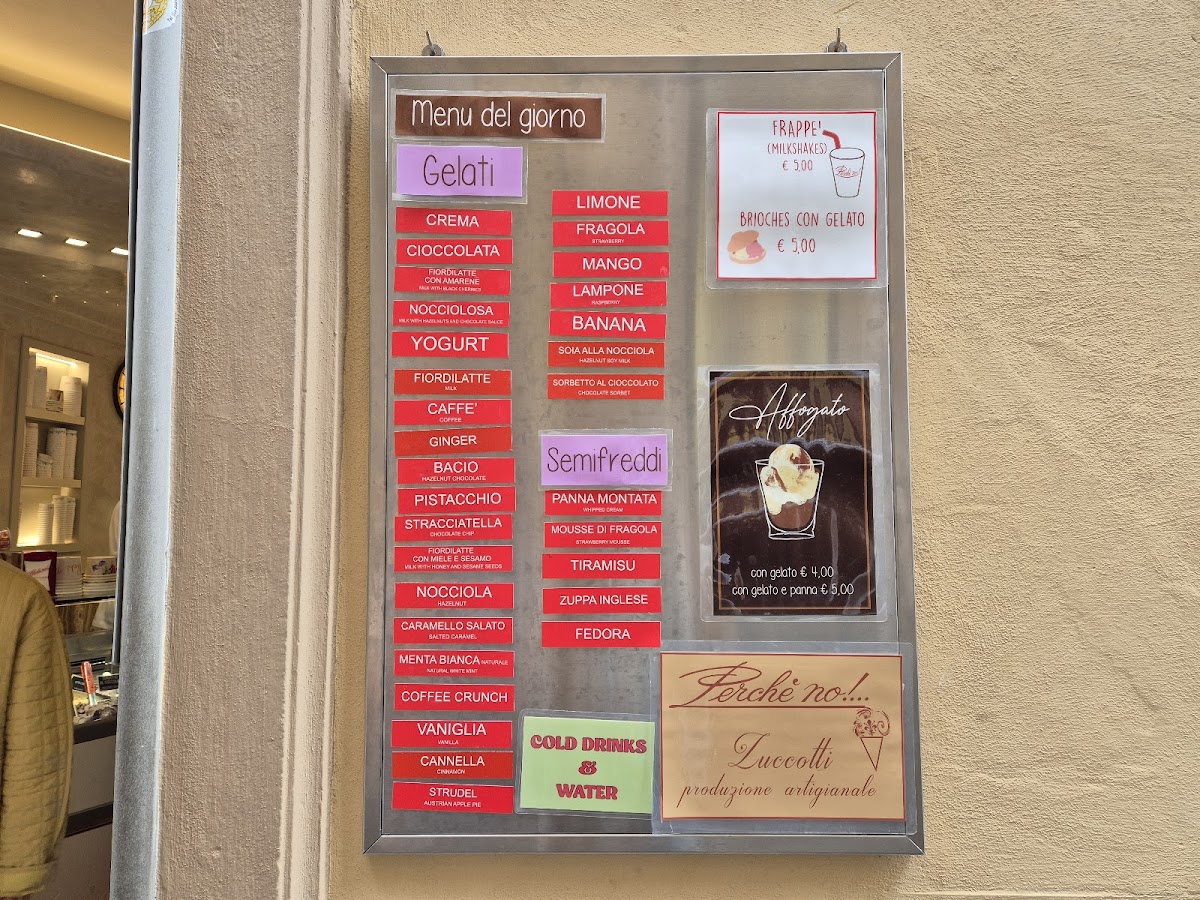 Menu del giorno
Gelati
CREMA
CIOCCOLATA
FIORDILATTE
CON AMARENE
MILK WITH BLACK CHERRIES
NOCCIOLOSA
MILK WITH HAZELNUTS AND CHOCOLATE SAUCE
YOGURT
FIORDILATTE
MILK
CAFFE'
COFFEE
GINGER
BACIO
HAZELNUT CHOCOLATE
PISTACCHIO
STRACCIATELLA
CHOCOLATE CHIP
FIORDILATTE
CON MIELE E SESAMO
MILK WITH HONEY AND SESAME SEEDS
NOCCIOLA
HAZELNUT
CARAMELLO SALATO
SALTED CARAMEL
MENTA BIANCA NATURALE
NATURAL WHITE MINT
COFFEE CRUNCH
VANIGLIA
VANILLA
CANNELLA
CINNAMON
STRUDEL
AUSTRIAN APPLE PIE
LIMONE
FRAGOLA
STRAWBERRY
MANGO
LAMPONE
RASPBERRY
BANANA
SOIA ALLA NOCCIOLA
HAZELNUT SOY MILK
SORBETTO AL CIOCCOLATO
CHOCOLATE SORBET
Semifreddi
PANNA MONTATA
WHIPPED CREAM
MOUSSE DI FRAGOLA
STRAWBERRY MOUSSE
TIRAMISU
ZUPPA INGLESE
FEDORA
COLD DRINKS
&
WATER
FRAPPE'
(MILKSHAKES)
€ 5,00
BRIOCHES CON GELATO
€ 5,00
Affogato
con gelato € 4,00
con gelato e panna € 5,00
Perchè no!...
Zuccotti
produzione artigianale